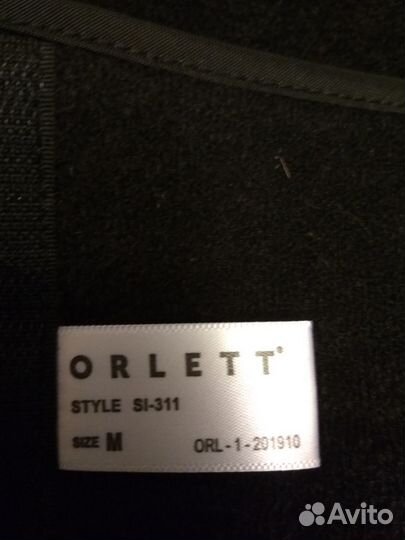 ORLETT®
STYLE SI-311
SIZE M ORL-1-201910
Avito